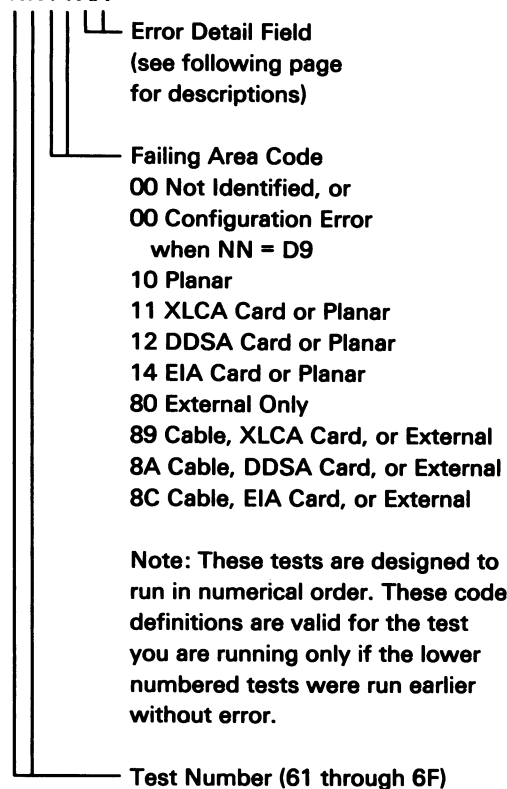 Error Detail Field
(see following page
for descriptions)
Failing Area Code
00 Not Identified, or
00 Configuration Error
when NN = D9
10 Planar
11 XLCA Card or Planar
12 DDSA Card or Planar
14 EIA Card or Planar
80 External Only
89 Cable, XLCA Card, or External
8A Cable, DDSA Card, or External
8C Cable, EIA Card, or External
Note: These tests are designed to
run in numerical order. These code
definitions are valid for the test
you are running only if the lower
numbered tests were run earlier
without error.
Test Number (61 through 6F)